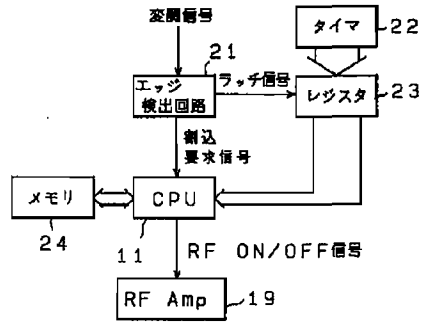 変調信号
タイマ
22
21
エッジ
検出回路
ラッチ信号
レジスタ
23
割込
要求信号
メモリ
CPU
24
11
RF ON/OFF信号
RF Amp
19